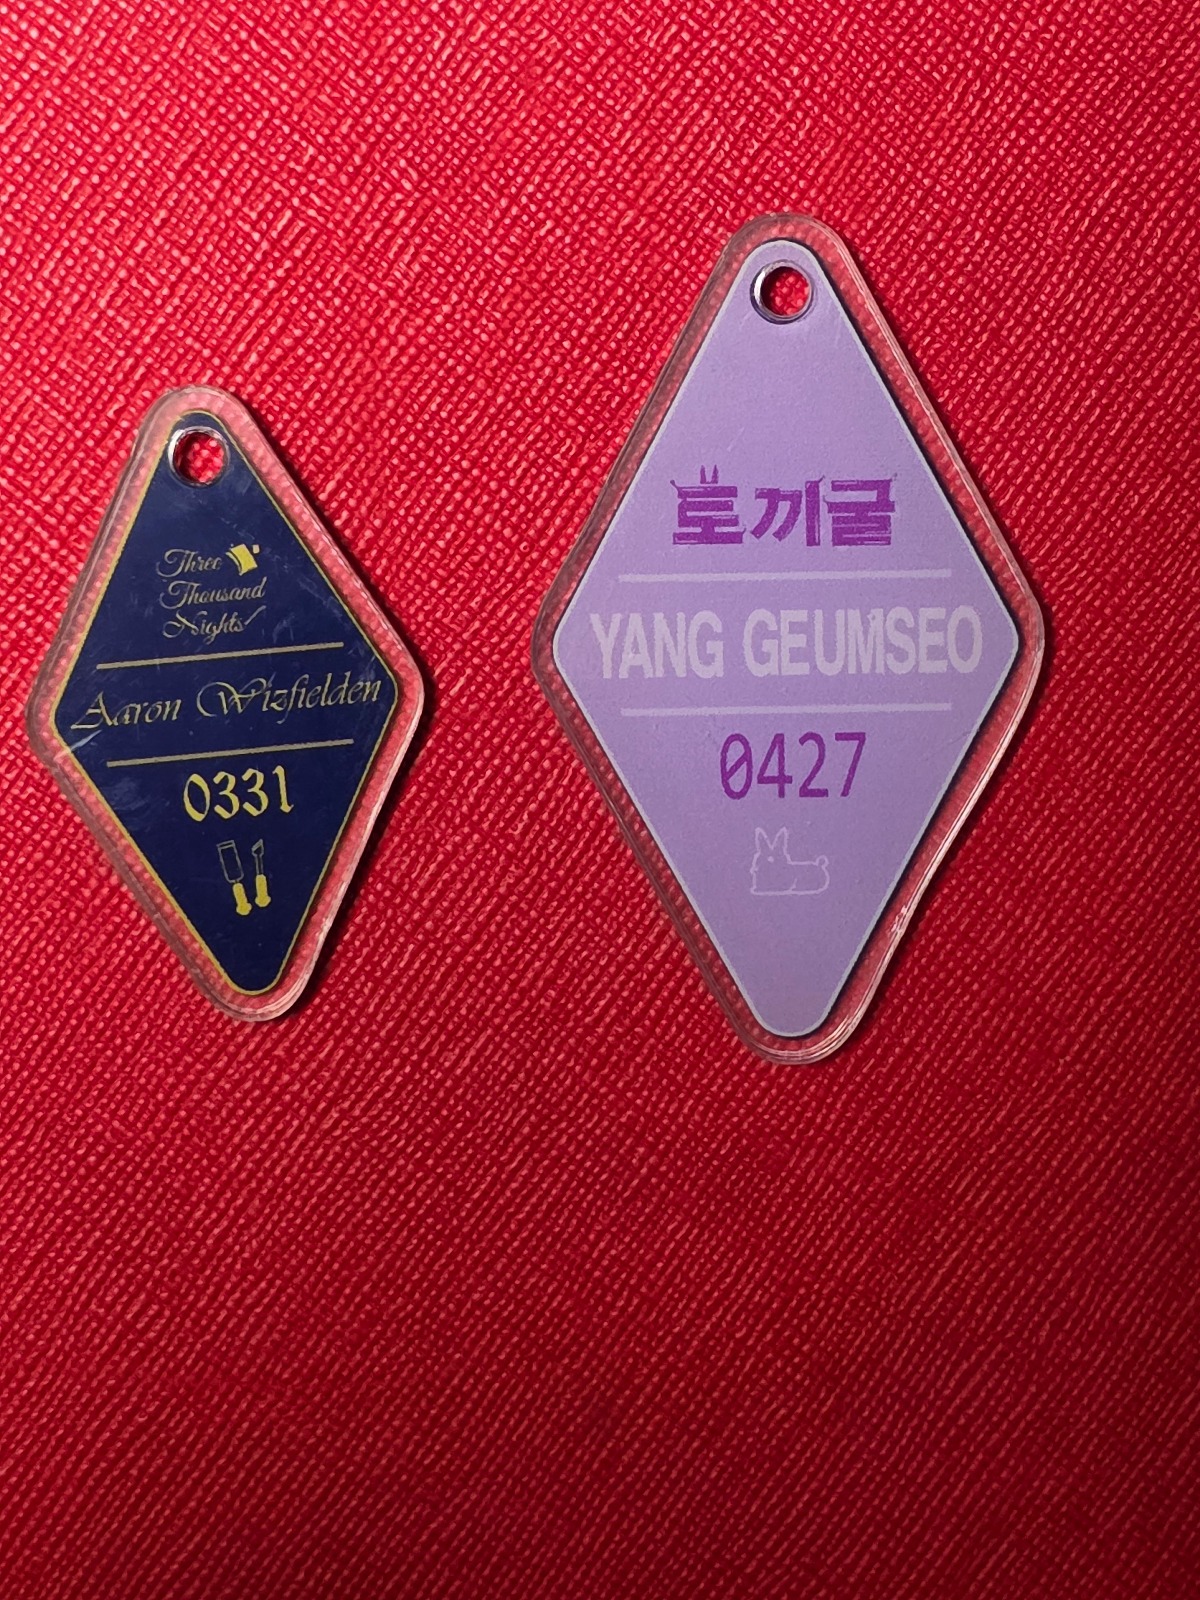 Three
Thousand
Nights
Aaron Wizfielden
0331
토끼굴
YANG GEUMSEO
0427